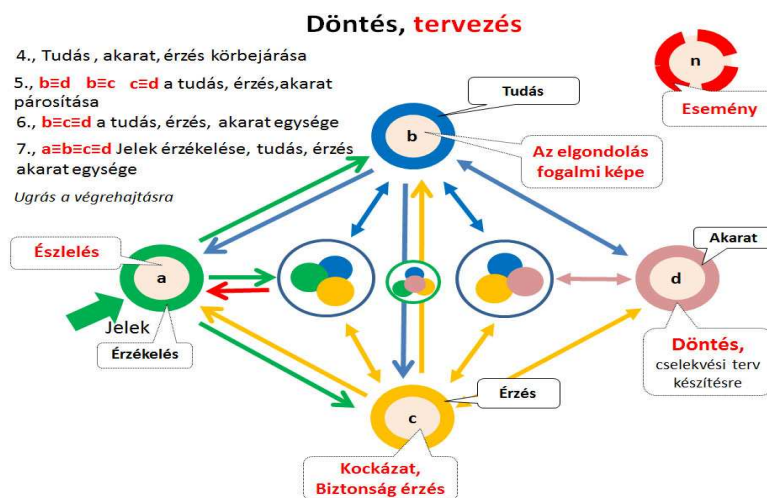 Döntés, tervezés
4., Tudás , akarat, érzés körbejárása
5., b≡d b≡c c≡d a tudás, érzés,akarat
párosítása
6., b≡c≡d a tudás, érzés, akarat egysége
7., a≡b≡c≡d Jelek érzékelése, tudás, érzés
akarat egysége
Ugrás a végrehajtásra
n
Esemény
Tudás
b
Az elgondolás
fogalmi képe
Észlelés
a
Jelek
Érzékelés
Akarat
d
Döntés,
cselekvési terv
készítésre
Érzés
c
Kockázat,
Biztonság érzés